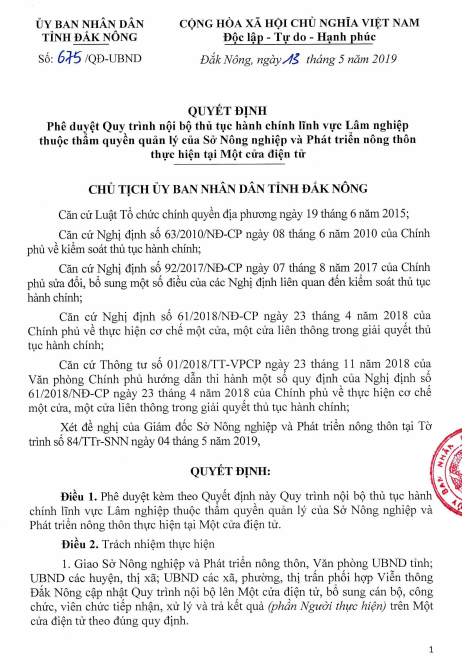 ỦY BAN NHÂN DÂN
TỈNH ĐẮK NÔNG
CỘNG HÒA XÃ HỘI CHỦ NGHĨA VIỆT NAM
Độc lập - Tự do - Hạnh phúc
Số: 675/QĐ-UBND
Đắk Nông, ngày 13 tháng 5 năm 2019
QUYẾT ĐỊNH
Phê duyệt Quy trình nội bộ thủ tục hành chính lĩnh vực Lâm nghiệp
thuộc thẩm quyền quản lý của Sở Nông nghiệp và Phát triển nông thôn
thực hiện tại Một cửa điện tử
CHỦ TỊCH ỦY BAN NHÂN DÂN TỈNH ĐẮK NÔNG
Căn cứ Luật Tổ chức chính quyền địa phương ngày 19 tháng 6 năm 2015;
Căn cứ Nghị định số 63/2010/NĐ-CP ngày 08 tháng 6 năm 2010 của Chính
phủ về kiểm soát thủ tục hành chính;
Căn cứ Nghị định số 92/2017/NĐ-CP ngày 07 tháng 8 năm 2017 của Chính
phủ sửa đổi, bổ sung một số điều của các Nghị định liên quan đến kiểm soát thủ tục
hành chính;
Căn cứ Nghị định số 61/2018/NĐ-CP ngày 23 tháng 4 năm 2018 của
Chính phủ về thực hiện cơ chế một cửa, một cửa liên thông trong giải quyết thủ
tục hành chính;
Căn cứ Thông tư số 01/2018/TT-VPCP ngày 23 tháng 11 năm 2018 của
Văn phòng Chính phủ hướng dẫn thi hành một số quy định của Nghị định số
61/2018/NĐ-CP ngày 23 tháng 4 năm 2018 của Chính phủ về thực hiện cơ chế
một cửa, một cửa liên thông trong giải quyết thủ tục hành chính;
Xét đề nghị của Giám đốc Sở Nông nghiệp và Phát triển nông thôn tại Tờ
trình số 84/TTr-SNN ngày 04 tháng 5 năm 2019,
QUYẾT ĐỊNH:
Điều 1. Phê duyệt kèm theo Quyết định này Quy trình nội bộ thủ tục hành
chính lĩnh vực Lâm nghiệp thuộc thẩm quyền quản lý của Sở Nông nghiệp và
Phát triển nông thôn thực hiện tại Một cửa điện tử.
Điều 2. Trách nhiệm thực hiện
1. Giao Sở Nông nghiệp và Phát triển nông thôn, Văn phòng UBND tỉnh;
UBND các huyện, thị xã; UBND các xã, phường, thị trấn phối hợp Viễn thông
Đắk Nông cập nhật Quy trình nội bộ lên Một cửa điện tử, bổ sung cán bộ, công
chức, viên chức tiếp nhận, xử lý và trả kết quả (phần Người thực hiện) trên Một
cửa điện tử theo đúng quy định.
BAN NHÂN
1